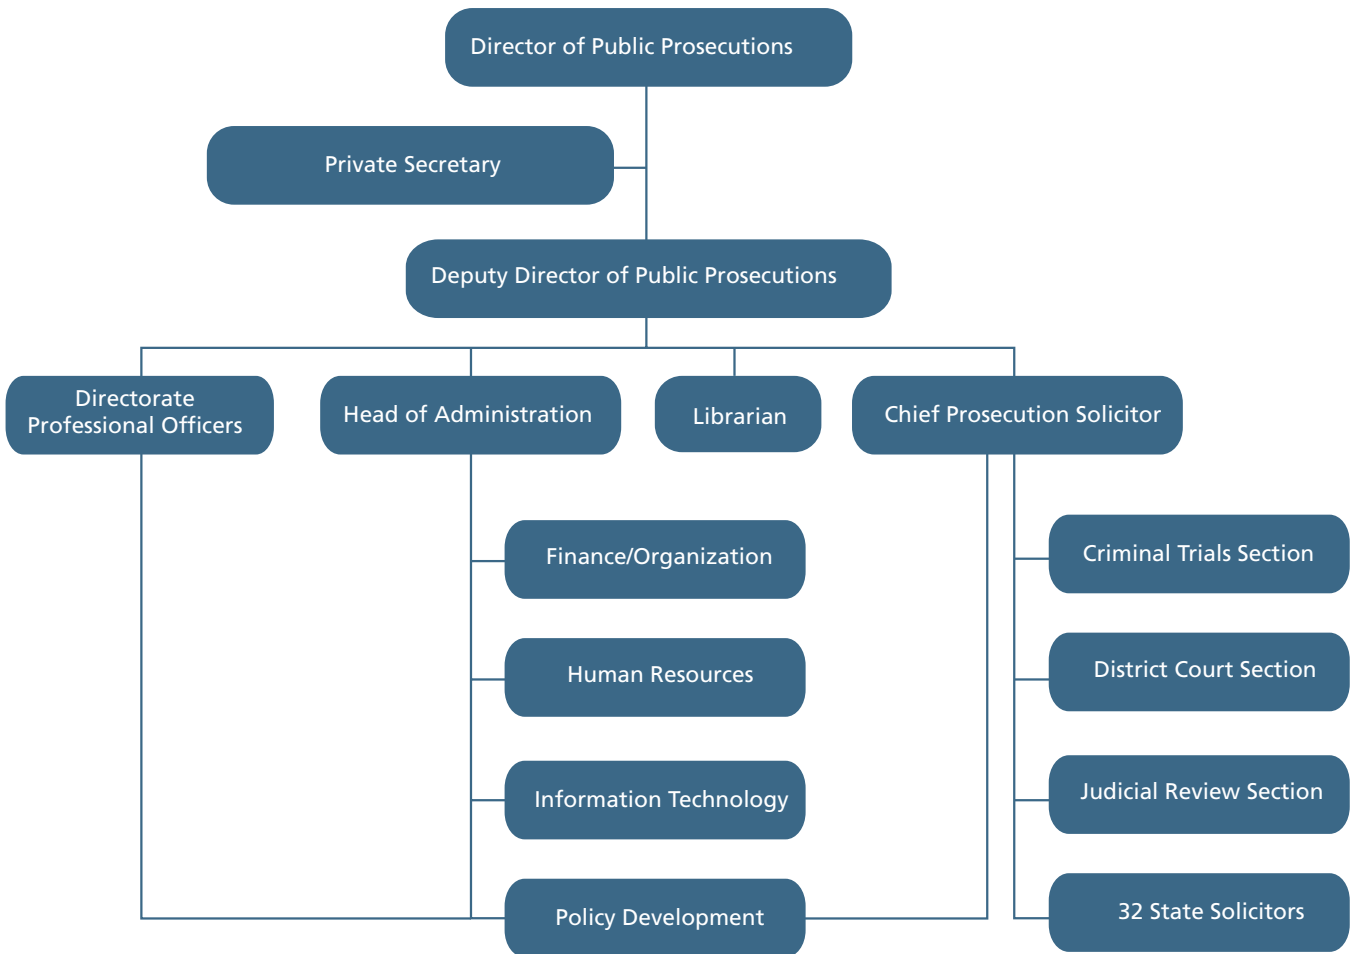 Director of Public Prosecutions
Private Secretary
Deputy Director of Public Prosecutions
Directorate
Professional Officers
Head of Administration
Librarian
Chief Prosecution Solicitor
Finance/Organization
Criminal Trials Section
Human Resources
District Court Section
Information Technology
Judicial Review Section
Policy Development
32 State Solicitors